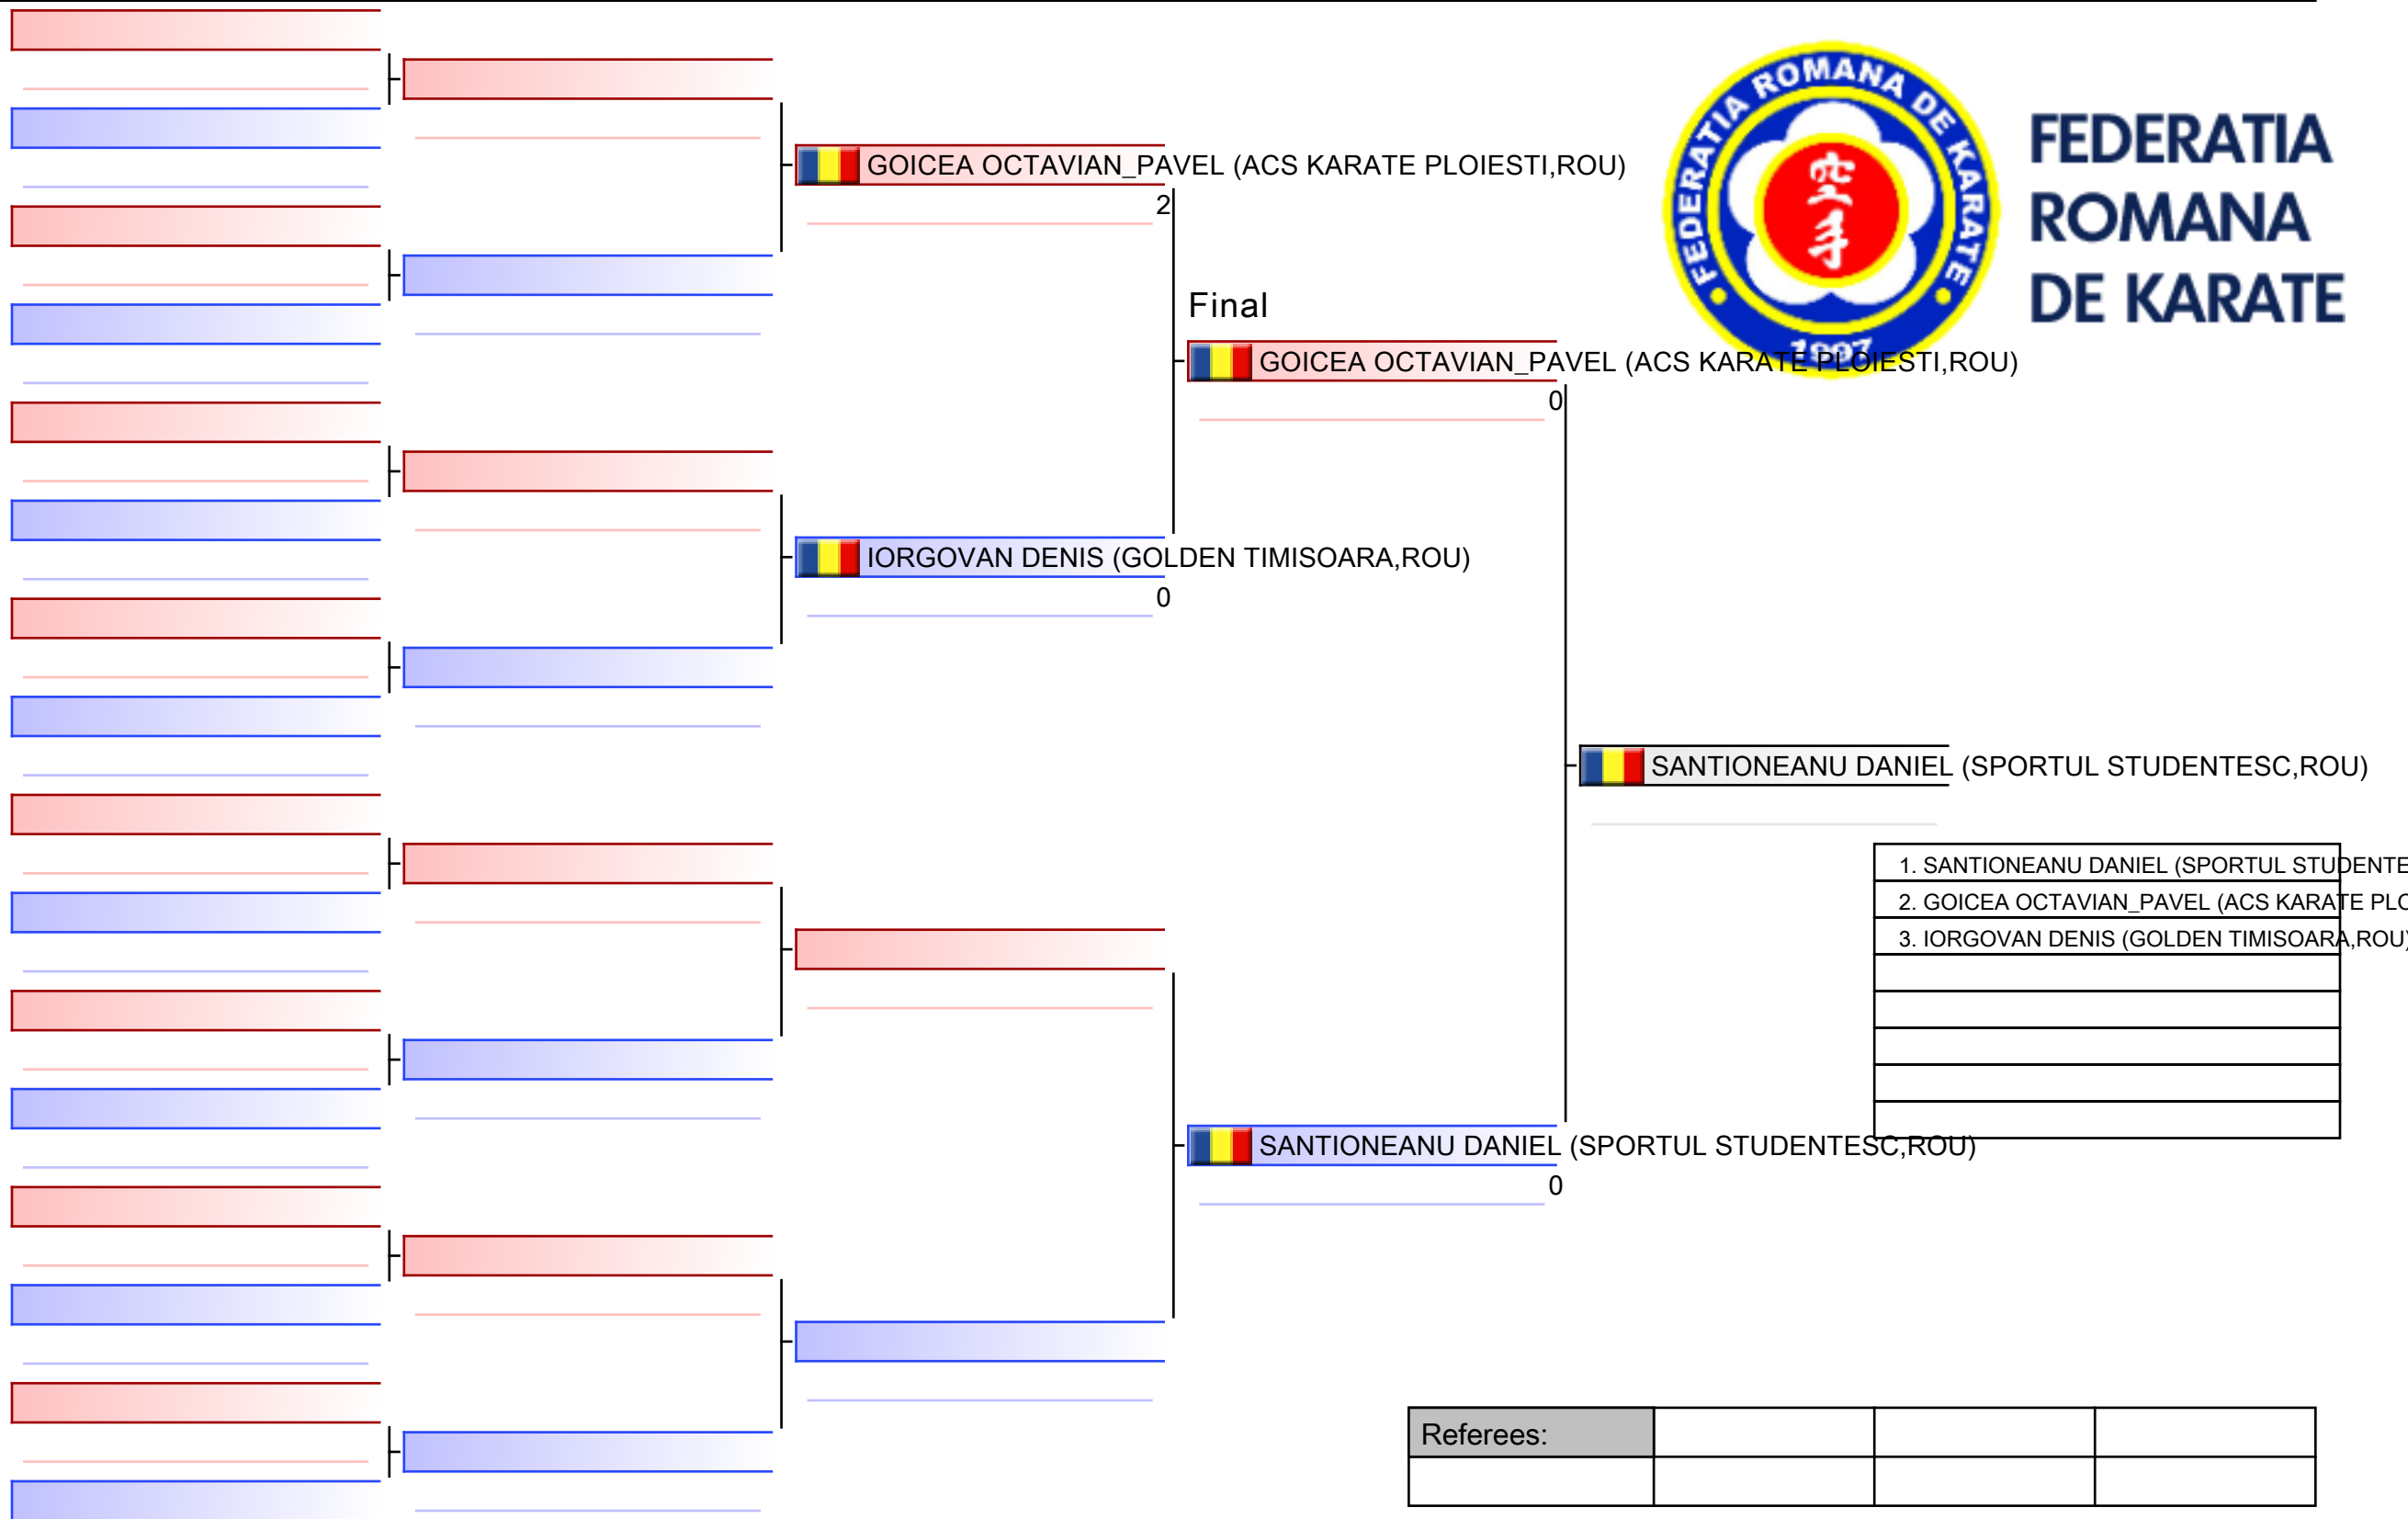 FEDERATIA ROMANA DE KARATE
1997
空手
FEDERATIA
ROMANA
DE KARATE
GOICEA OCTAVIAN_PAVEL (ACS KARATE PLOIESTI,ROU)
2
Final
GOICEA OCTAVIAN_PAVEL (ACS KARATE PLOIESTI,ROU)
0
IORGOVAN DENIS (GOLDEN TIMISOARA,ROU)
0
SANTIONEANU DANIEL (SPORTUL STUDENTESC,ROU)
1. SANTIONEANU DANIEL (SPORTUL STUDENTE
2. GOICEA OCTAVIAN_PAVEL (ACS KARATE PLO
3. IORGOVAN DENIS (GOLDEN TIMISOARA,ROU)
SANTIONEANU DANIEL (SPORTUL STUDENTESC,ROU)
0
Referees: